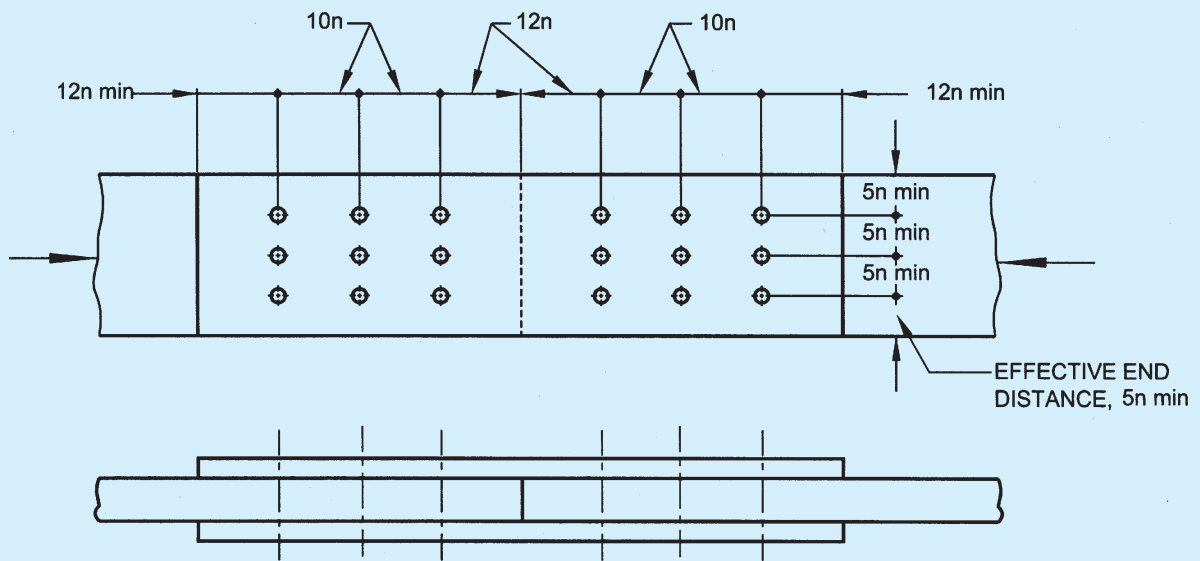 10n
12n
10n
12n min
12n min
5n min
5n min
5n min
EFFECTIVE END
DISTANCE, 5n min